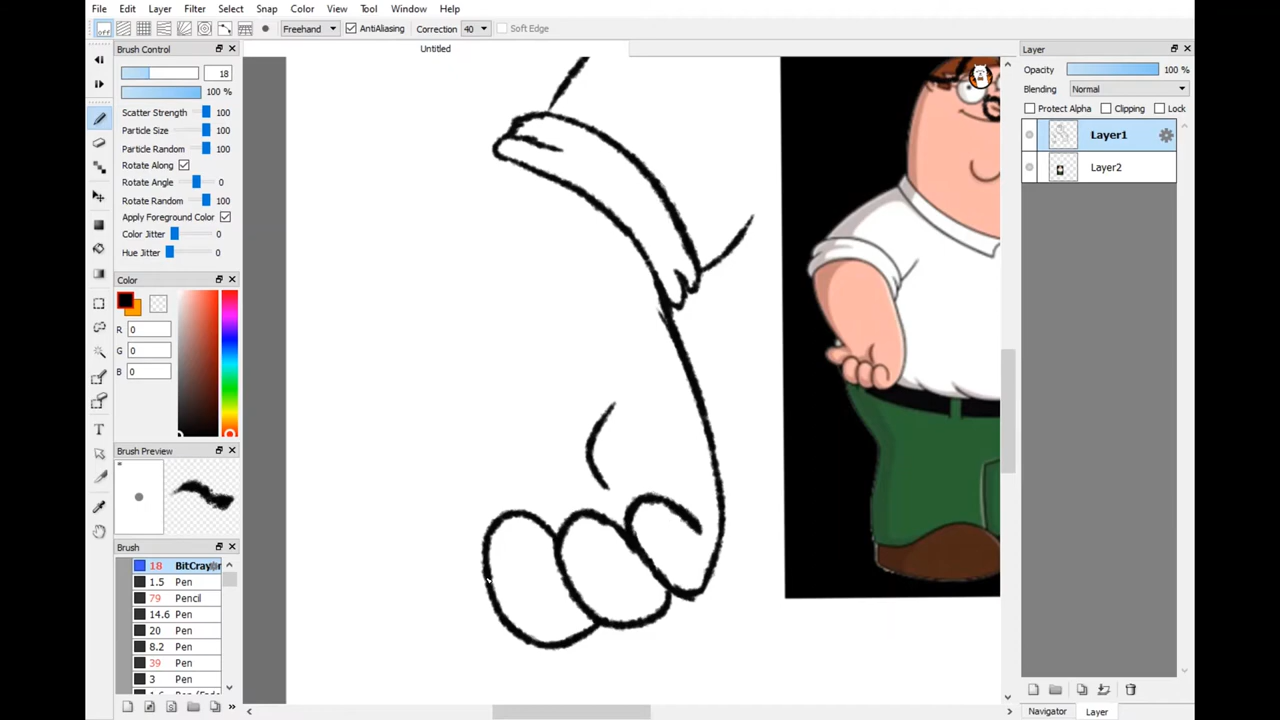 File Edit Layer Filter Select Snap Color View Tool Window Help
off Freehand AntiAliasing Correction 40 Soft Edge
Brush Control
Untitled
18
100 %
Scatter Strength 100
Particle Size 100
Particle Random 100
Rotate Along
Rotate Angle 0
Rotate Random 100
Apply Foreground Color
Color Jitter 0
Hue Jitter 0
Color
R 0
G 0
B 0
T
Brush Preview
Brush
18
1.5 Pen
79 Pencil
14.6 Pen
20 Pen
8.2 Pen
39 Pen
3 Pen
Layer
Opacity 100 %
Blending Normal
Protect Alpha Clipping Lock
Layer1
Layer2
Navigator Layer